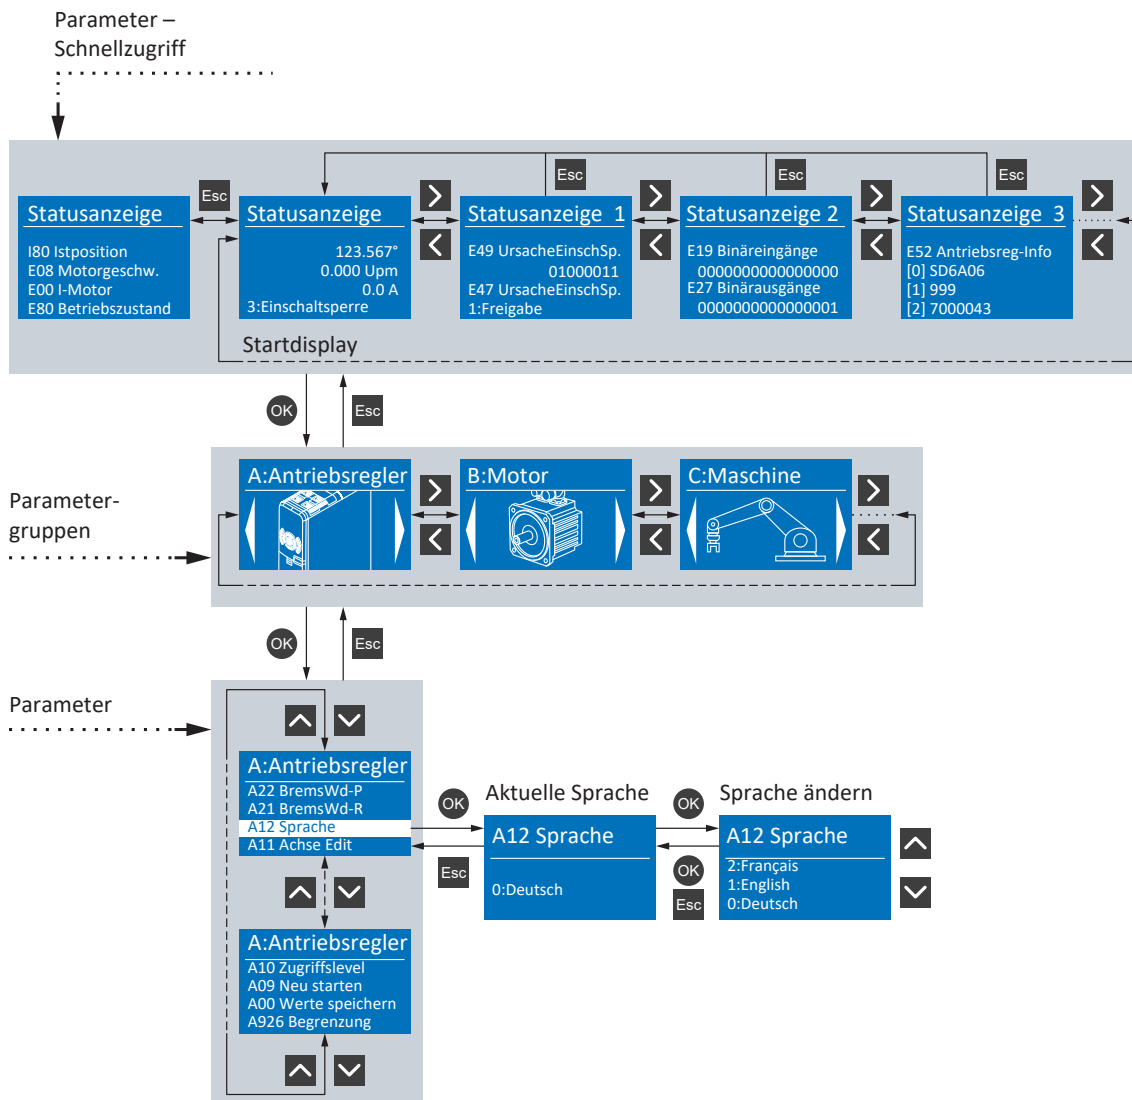 Parameter –
Schnellzugriff
Esc
Esc
Esc
Esc
Statusanzeige
I80 Istposition
E08 Motorgeschw.
E00 I-Motor
E80 Betriebszustand
Statusanzeige
123.567°
0.000 Upm
0.0 A
3:Einschaltsperre
Statusanzeige 1
E49 UrsacheEinschSp.
01000011
E47 UrsacheEinschSp.
1:Freigabe
Statusanzeige 2
E19 Binäreingänge
0000000000000000
E27 Binärausgänge
0000000000000001
Statusanzeige 3
E52 Antriebsreg-Info
[0] SD6A06
[1] 999
[2] 7000043
Startdisplay
OK
Esc
Parameter-
gruppen
A:Antriebsregler
B:Motor
C:Maschine
OK
Esc
Parameter
A:Antriebsregler
A22 BremsWd-P
A21 BremsWd-R
A12 Sprache
A11 Achse Edit
OK
Esc
Aktuelle Sprache
A12 Sprache
0:Deutsch
OK
OK
Esc
Sprache ändern
A12 Sprache
2:Français
1:English
0:Deutsch
A:Antriebsregler
A10 Zugriffslevel
A09 Neu starten
A00 Werte speichern
A926 Begrenzung